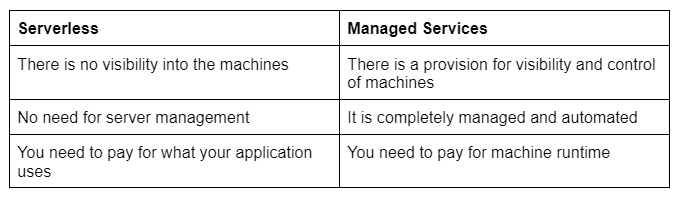 Serverless
Managed Services
There is no visibility into the machines
There is a provision for visibility and control
of machines
No need for server management
It is completely managed and automated
You need to pay for what your application
uses
You need to pay for machine runtime